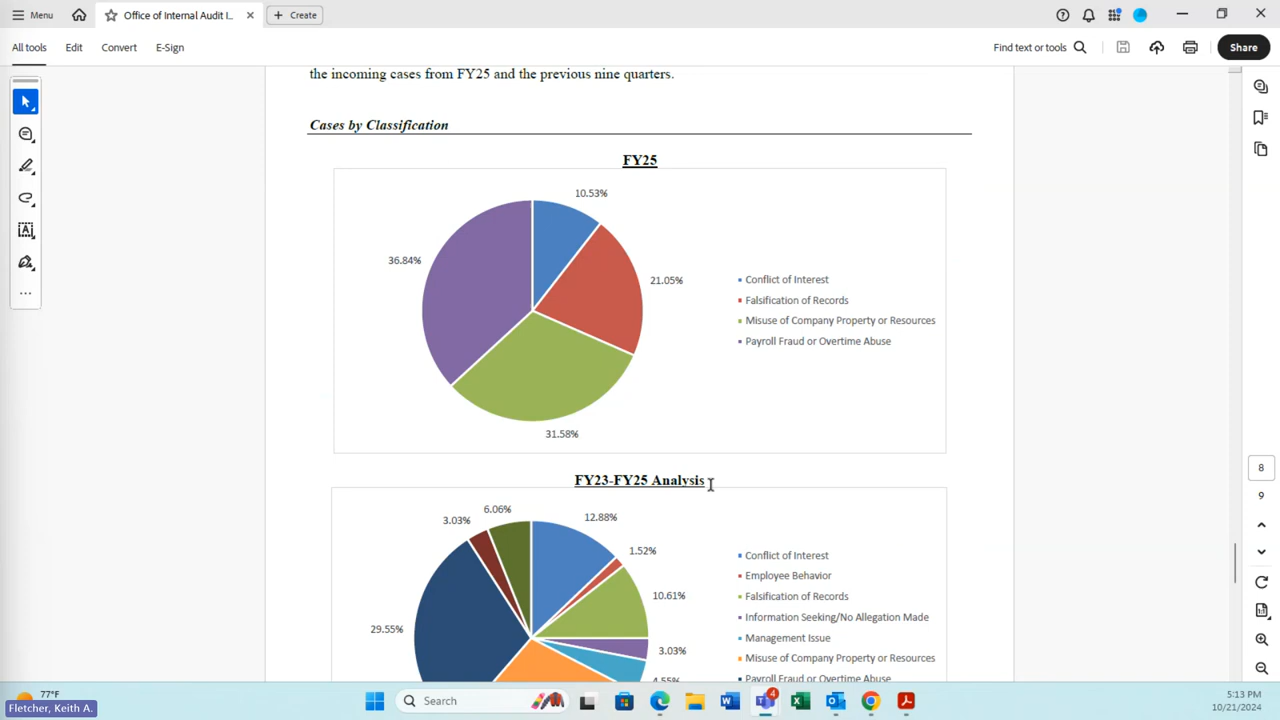 Menu
Office of Internal Audit I...
Create
All tools
Edit
Convert
E-Sign
Find text or tools
Share
the incoming cases from FY25 and the previous nine quarters.
Cases by Classification
FY25
10.53%
36.84%
21.05%
Conflict of Interest
Falsification of Records
Misuse of Company Property or Resources
Payroll Fraud or Overtime Abuse
31.58%
FY23-FY25 Analysis
6.06%
3.03%
12.88%
1.52%
10.61%
29.55%
3.03%
4.55%
Conflict of Interest
Employee Behavior
Falsification of Records
Information Seeking/No Allegation Made
Management Issue
Misuse of Company Property or Resources
Payroll Fraud or Overtime Abuse
8
9
77°F
Fletcher, Keith A.
Search
4
5:13 PM
10/21/2024